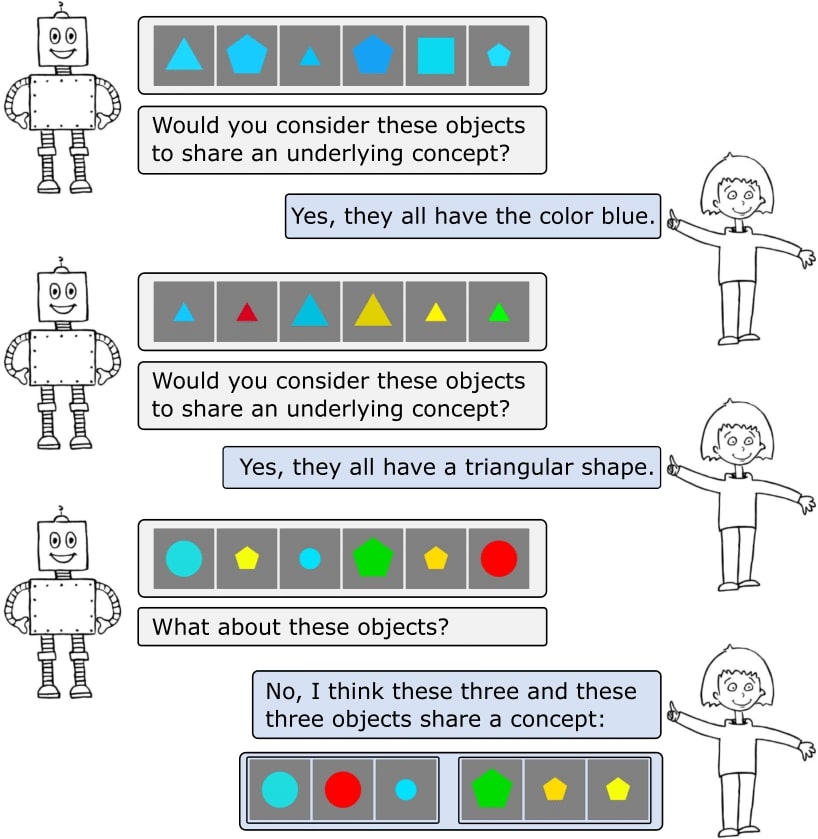 ?
Would you consider these objects
to share an underlying concept?
Yes, they all have the color blue.
?
Would you consider these objects
to share an underlying concept?
Yes, they all have a triangular shape.
?
What about these objects?
No, I think these three and these
three objects share a concept: